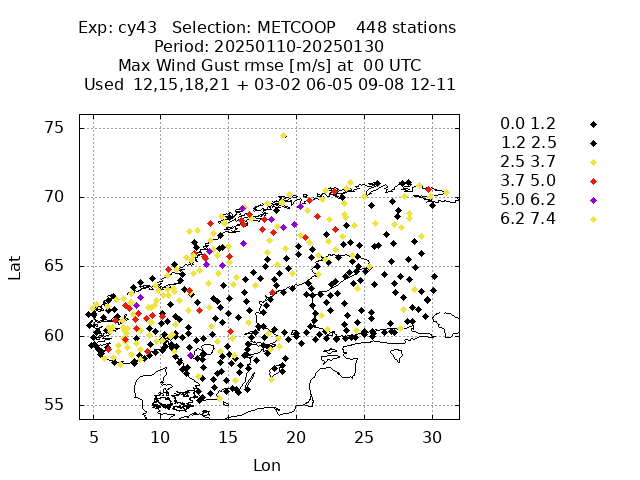 Exp: cy43   Selection: METCOOP    448 stations
Period: 20250110-20250130
Max Wind Gust rmse [m/s] at  00 UTC
Used  12,15,18,21 + 03-02 06-05 09-08 12-11
0.0 1.2
1.2 2.5
2.5 3.7
3.7 5.0
5.0 6.2
6.2 7.4
75
70
65
60
55
Lat
5 10 15 20 25 30
Lon